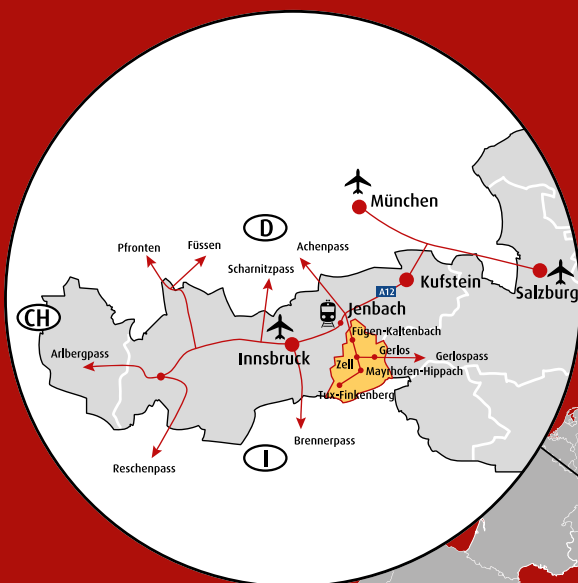 München
D
Pfronten
Füssen
Achenpass
Scharnitzpass
Kufstein
Salzburg
A12
CH
Jenbach
Fügen-Kaltenbach
Arlbergpass
Innsbruck
Gerlos
Gerlospass
Zell
Mayrhofen-Hippach
Tux-Finkenberg
Brennerpass
I
Reschenpass